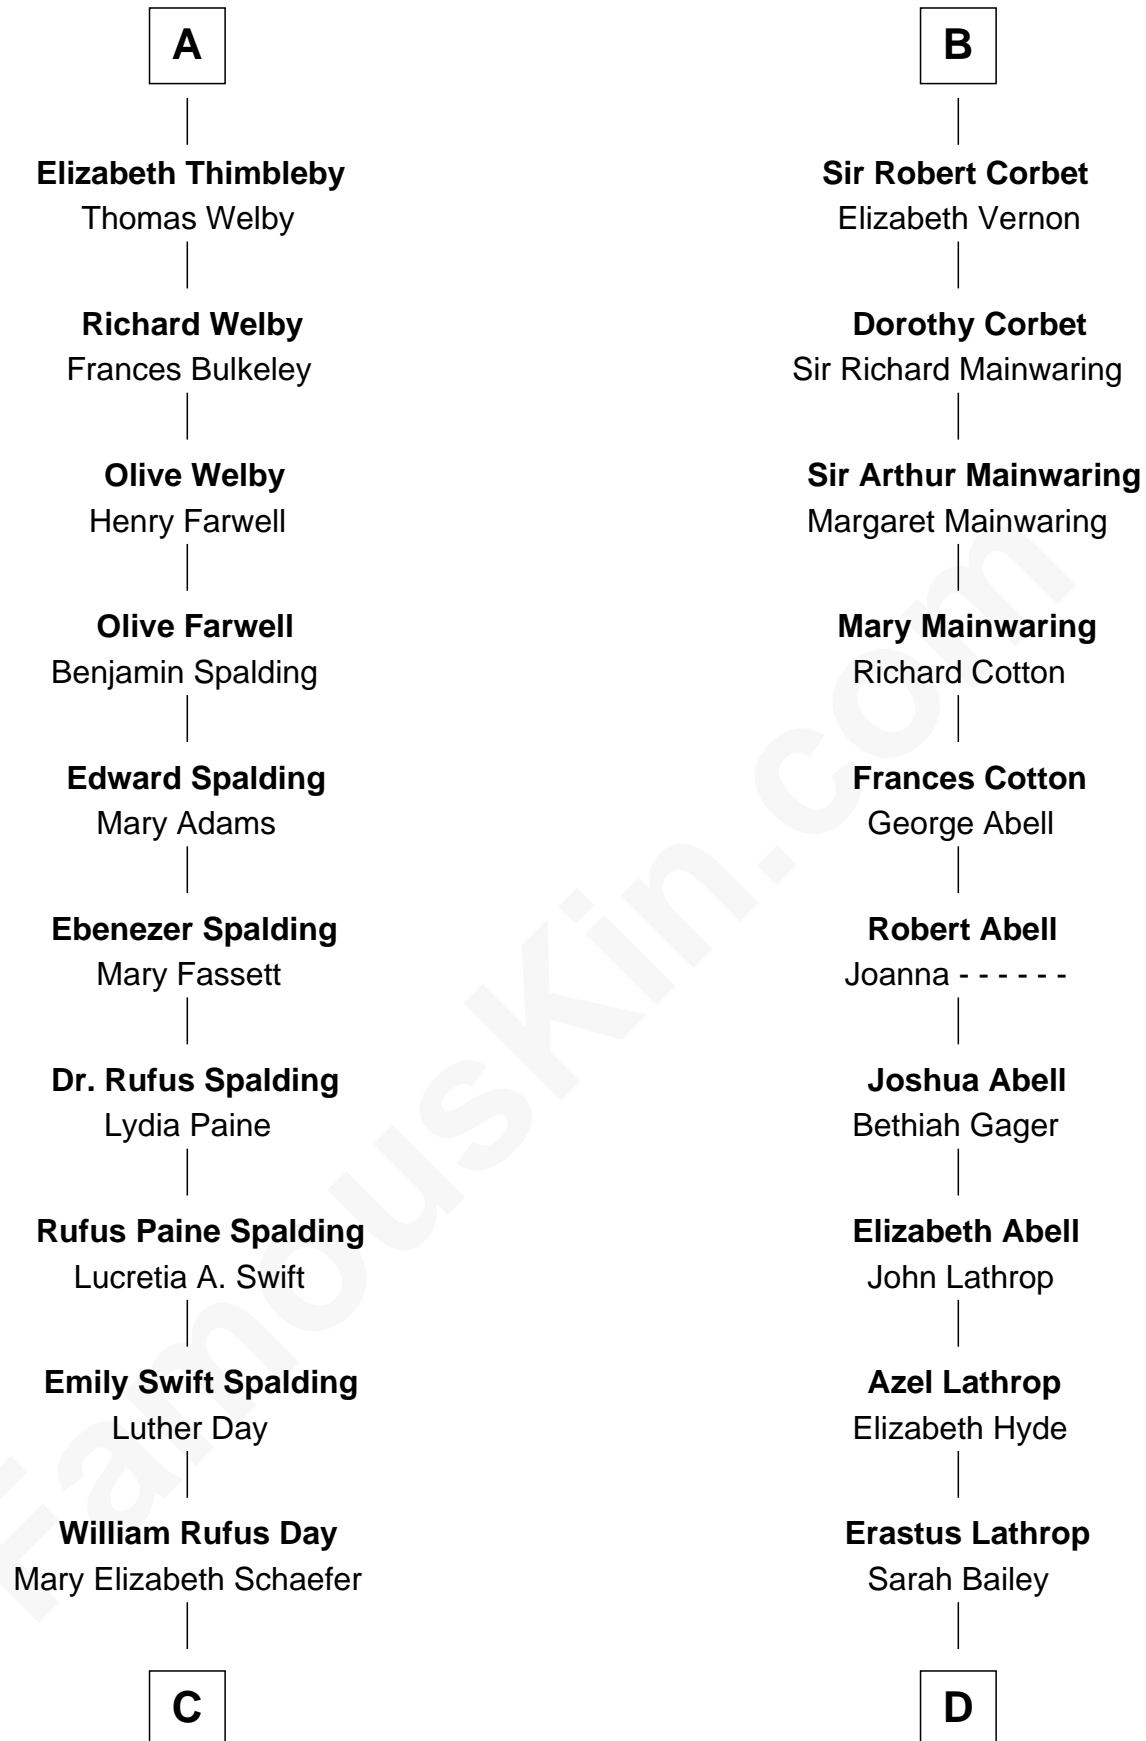 A
Elizabeth Thimbleby
Thomas Welby
Richard Welby
Frances Bulkeley
Olive Welby
Henry Farwell
Olive Farwell
Benjamin Spalding
Edward Spalding
Mary Adams
Ebenezer Spalding
Mary Fassett
Dr. Rufus Spalding
Lydia Paine
Rufus Paine Spalding
Lucretia A. Swift
Emily Swift Spalding
Luther Day
William Rufus Day
Mary Elizabeth Schaefer
C
B
Sir Robert Corbet
Elizabeth Vernon
Dorothy Corbet
Sir Richard Mainwaring
Sir Arthur Mainwaring
Margaret Mainwaring
Mary Mainwaring
Richard Cotton
Frances Cotton
George Abell
Robert Abell
Joanna - - - - - -
Joshua Abell
Bethiah Gager
Elizabeth Abell
John Lathrop
Azel Lathrop
Elizabeth Hyde
Erastus Lathrop
Sarah Bailey
D
FamousKin.com